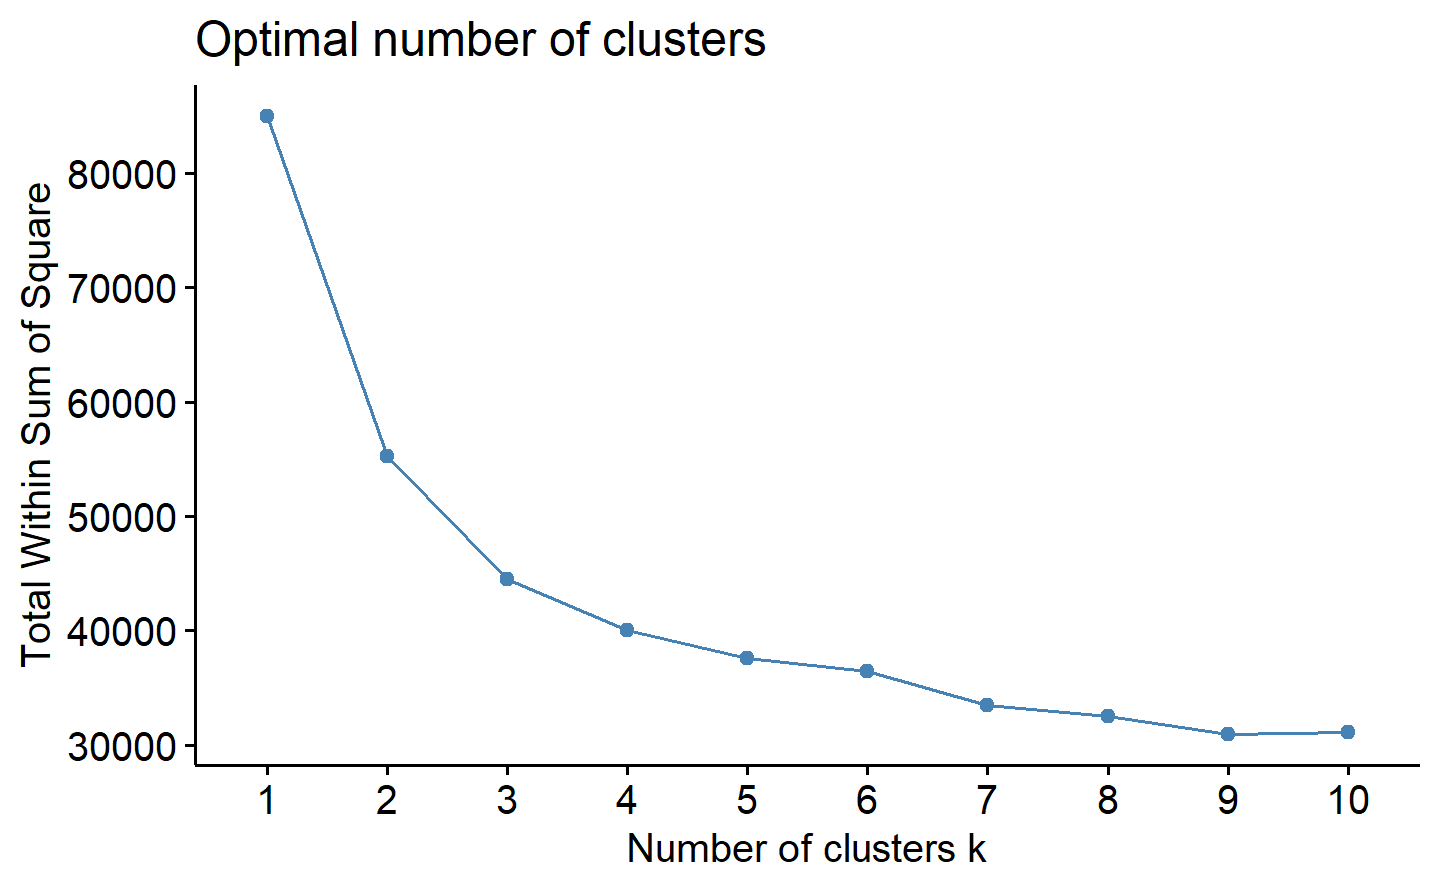 Optimal number of clusters
Total Within Sum of Square
80000
70000
60000
50000
40000
30000
1 2 3 4 5 6 7 8 9 10
Number of clusters k